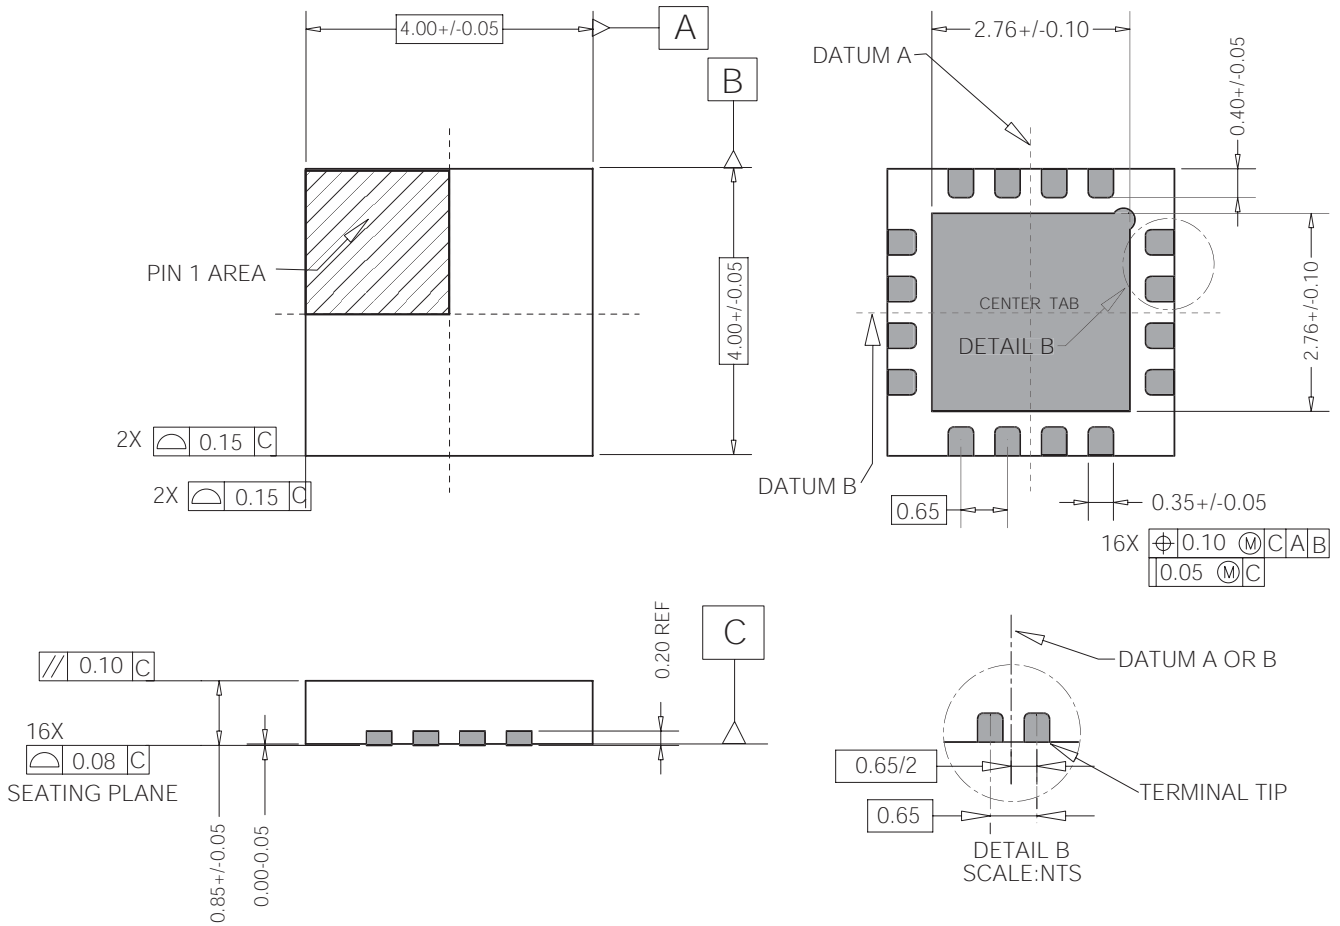 4.00+/-0.05
A
B
PIN 1 AREA
4.00+/-0.05
2X 0.15 C
2X 0.15 C
DATUM A
2.76+/-0.10
0.40+/-0.05
CENTER TAB
DETAIL B
2.76+/-0.10
DATUM B
0.65
0.35+/-0.05
16X ⌖ 0.10 Ⓜ C A B
0.05 Ⓜ C
// 0.10 C
16X
0.08 C
SEATING PLANE
0.85+/-0.05
0.00-0.05
0.20 REF
C
DATUM A OR B
0.65/2
TERMINAL TIP
0.65
DETAIL B
SCALE:NTS